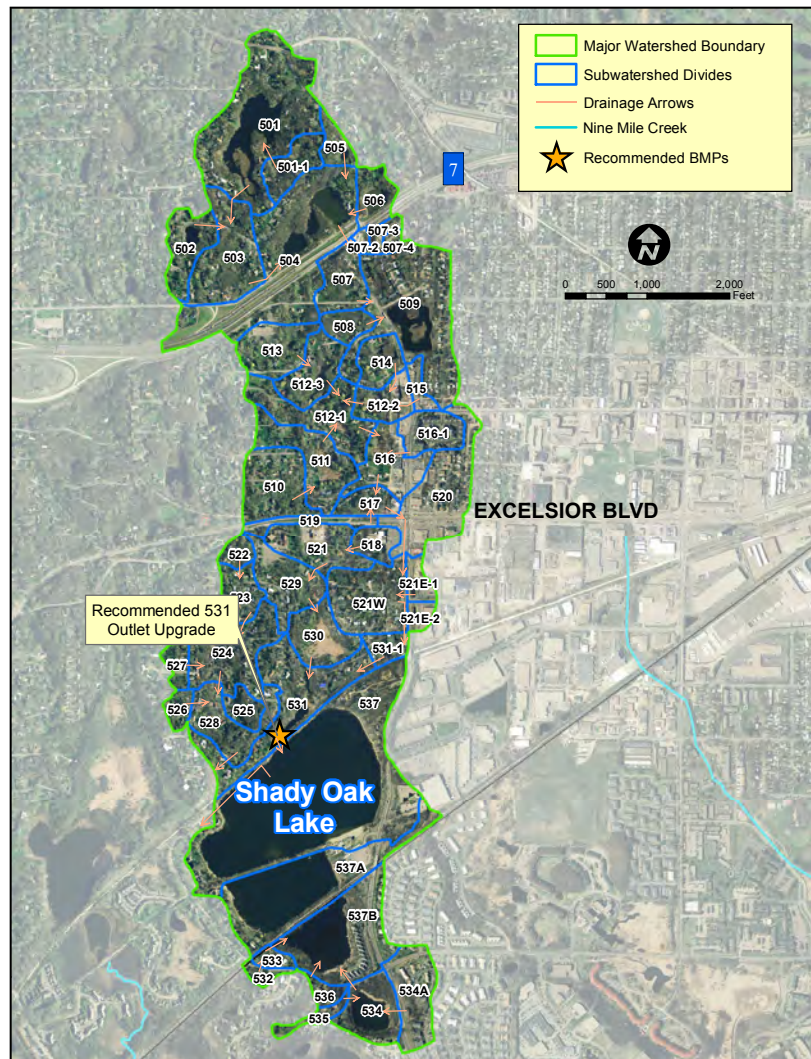 Major Watershed Boundary
Subwatershed Divides
Drainage Arrows
Nine Mile Creek
Recommended BMPs
7
N
0 500 1,000 2,000
Feet
501
501-1
505
506
502
503
504
507-3
507-2
507-4
507
509
508
513
514
512-3
515
512-2
512-1
516-1
511
516
510
520
517
519
EXCELSIOR BLVD
518
521
522
529
521E-1
521W
523
521E-2
Recommended 531
Outlet Upgrade
530
531-1
524
527
537
526
525
531
528
Shady Oak
Lake
537A
537B
533
532
534A
536
534
535